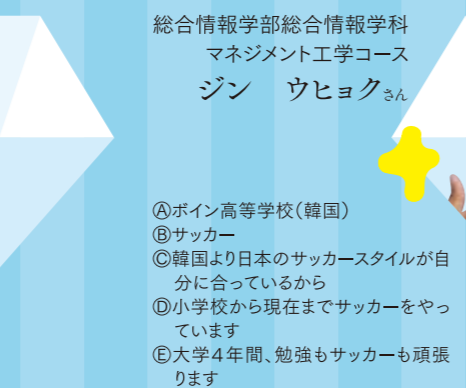 総合情報学部総合情報学科
マネジメント工学コース
ジン　ウヒョクさん
Ⓐボイン高等学校(韓国)
Ⓑサッカー
Ⓒ韓国より日本のサッカースタイルが自
分に合っているから
Ⓓ小学校から現在までサッカーをやっ
ています
Ⓔ大学４年間、勉強もサッカーも頑張
ります